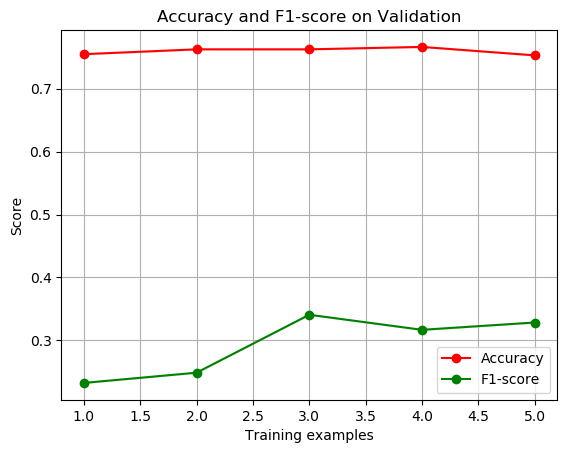 Accuracy and F1-score on Validation
Score
0.7
0.6
0.5
0.4
0.3
Accuracy
F1-score
1.0 1.5 2.0 2.5 3.0 3.5 4.0 4.5 5.0
Training examples